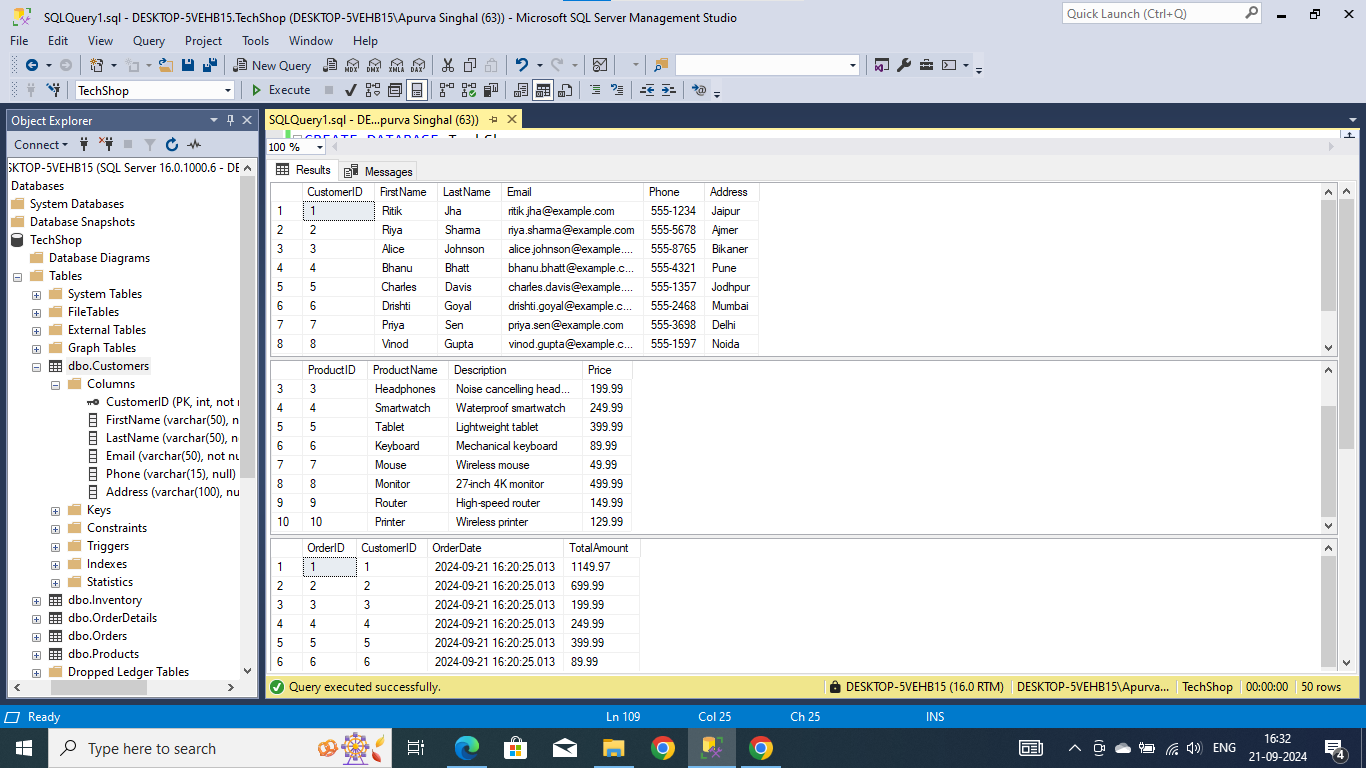 SQLQuery1.sql - DESKTOP-5VEHB15.TechShop (DESKTOP-5VEHB15\Apurva Singhal (63)) - Microsoft SQL Server Management Studio
Quick Launch (Ctrl+Q)
File Edit View Query Project Tools Window Help
New Query MDX DMX XMLA DAX
TechShop Execute
Object Explorer
SQLQuery1.sql - DE...purva Singhal (63))
Connect
100 %
Results Messages
SKTOP-5VEHB15 (SQL Server 16.0.1000.6 - DE
Databases
System Databases
Database Snapshots
TechShop
Database Diagrams
Tables
System Tables
FileTables
External Tables
Graph Tables
dbo.Customers
Columns
CustomerID (PK, int, not r
FirstName (varchar(50), n
LastName (varchar(50), nc
Email (varchar(50), not nu
Phone (varchar(15), null)
Address (varchar(100), nu
Keys
Constraints
Triggers
Indexes
Statistics
dbo.Inventory
dbo.OrderDetails
dbo.Orders
dbo.Products
Dropped Ledger Tables
CustomerID FirstName LastName Email Phone Address
1 1 Ritik Jha ritik.jha@example.com 555-1234 Jaipur
2 2 Riya Sharma riya.sharma@example.com 555-5678 Ajmer
3 3 Alice Johnson alice.johnson@example.... 555-8765 Bikaner
4 4 Bhanu Bhatt bhanu.bhatt@example.c... 555-4321 Pune
5 5 Charles Davis charles.davis@example.... 555-1357 Jodhpur
6 6 Drishti Goyal drishti.goyal@example.c... 555-2468 Mumbai
7 7 Priya Sen priya.sen@example.com 555-3698 Delhi
8 8 Vinod Gupta vinod.gupta@example.c... 555-1597 Noida
ProductID ProductName Description Price
3 3 Headphones Noise cancelling head... 199.99
4 4 Smartwatch Waterproof smartwatch 249.99
5 5 Tablet Lightweight tablet 399.99
6 6 Keyboard Mechanical keyboard 89.99
7 7 Mouse Wireless mouse 49.99
8 8 Monitor 27-inch 4K monitor 499.99
9 9 Router High-speed router 149.99
10 10 Printer Wireless printer 129.99
OrderID CustomerID OrderDate TotalAmount
1 1 1 2024-09-21 16:20:25.013 1149.97
2 2 2 2024-09-21 16:20:25.013 699.99
3 3 3 2024-09-21 16:20:25.013 199.99
4 4 4 2024-09-21 16:20:25.013 249.99
5 5 5 2024-09-21 16:20:25.013 399.99
6 6 6 2024-09-21 16:20:25.013 89.99
Query executed successfully. DESKTOP-5VEHB15 (16.0 RTM) DESKTOP-5VEHB15\Apurva... TechShop 00:00:00 50 rows
Ready Ln 109 Col 25 Ch 25 INS
Type here to search
ENG 16:32
21-09-2024
4